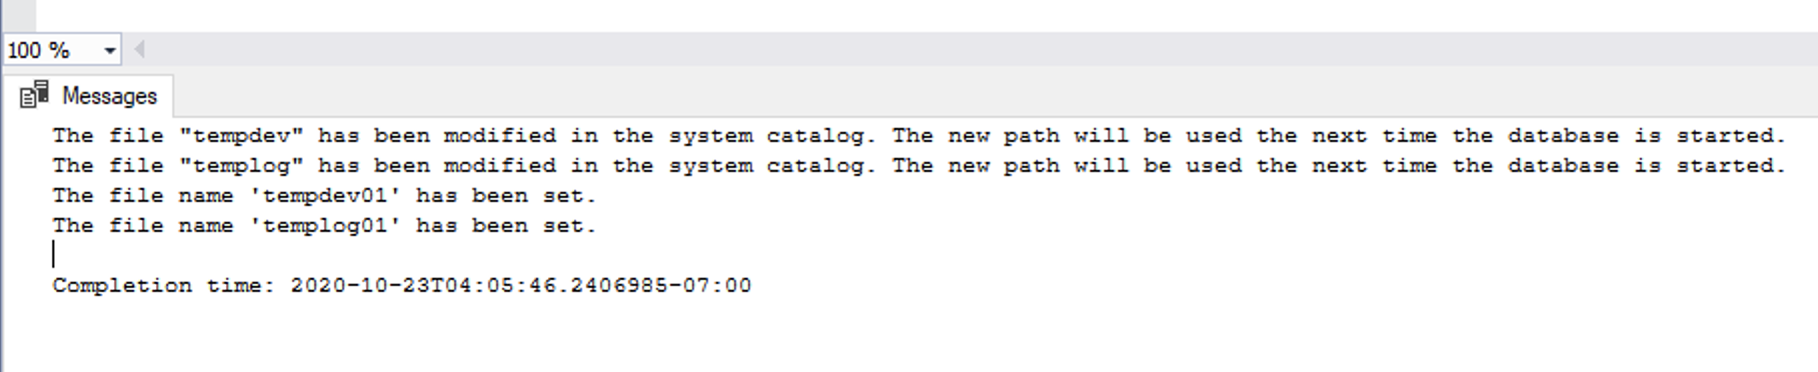 100 %
Messages
The file "tempdev" has been modified in the system catalog. The new path will be used the next time the database is started.
The file "templog" has been modified in the system catalog. The new path will be used the next time the database is started.
The file name 'tempdev01' has been set.
The file name 'templog01' has been set.
Completion time: 2020-10-23T04:05:46.2406985-07:00